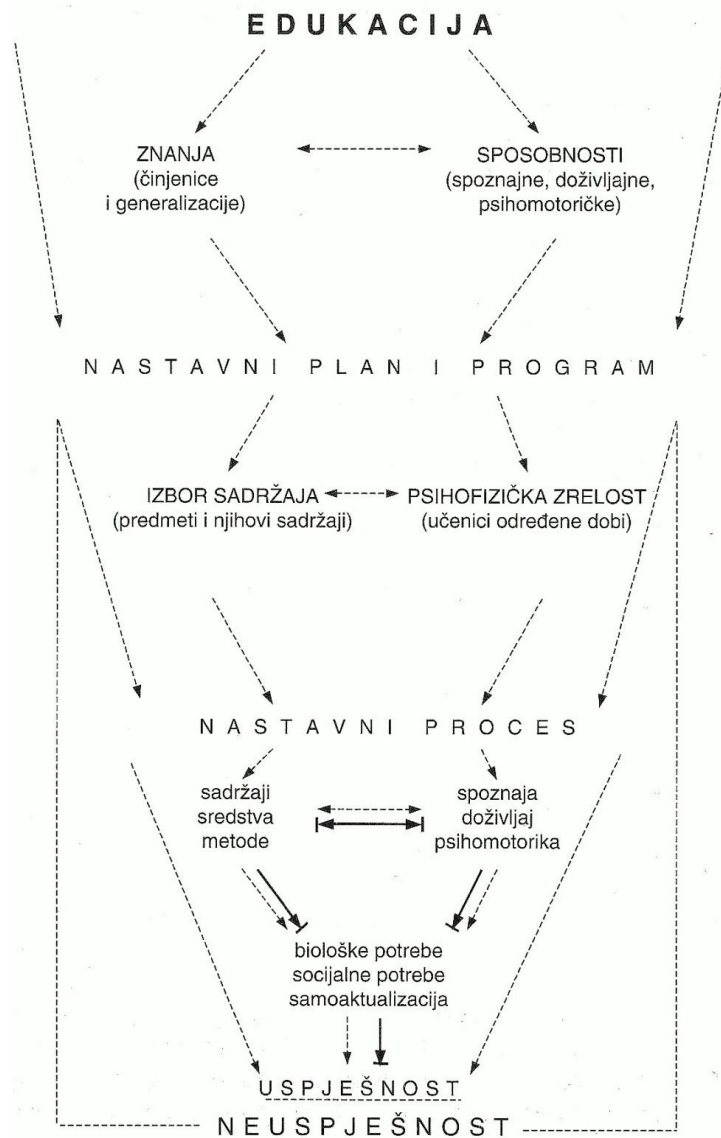 EDUKACIJA
ZNANJA
(činjenice
i generalizacije)
SPOSOBNOSTI
(spoznajne, doživljajne,
psihomotoričke)
NASTAVNI PLAN I PROGRAM
IZBOR SADRŽAJA
(predmeti i njihovi sadržaji)
PSIHOFIZIČKA ZRELOST
(učenici određene dobi)
NASTAVNI PROCES
sadržaji
sredstva
metode
spoznaja
doživljaj
psihomotorika
biološke potrebe
socijalne potrebe
samoaktualizacija
USPJEŠNOST
NEUSPJEŠNOST